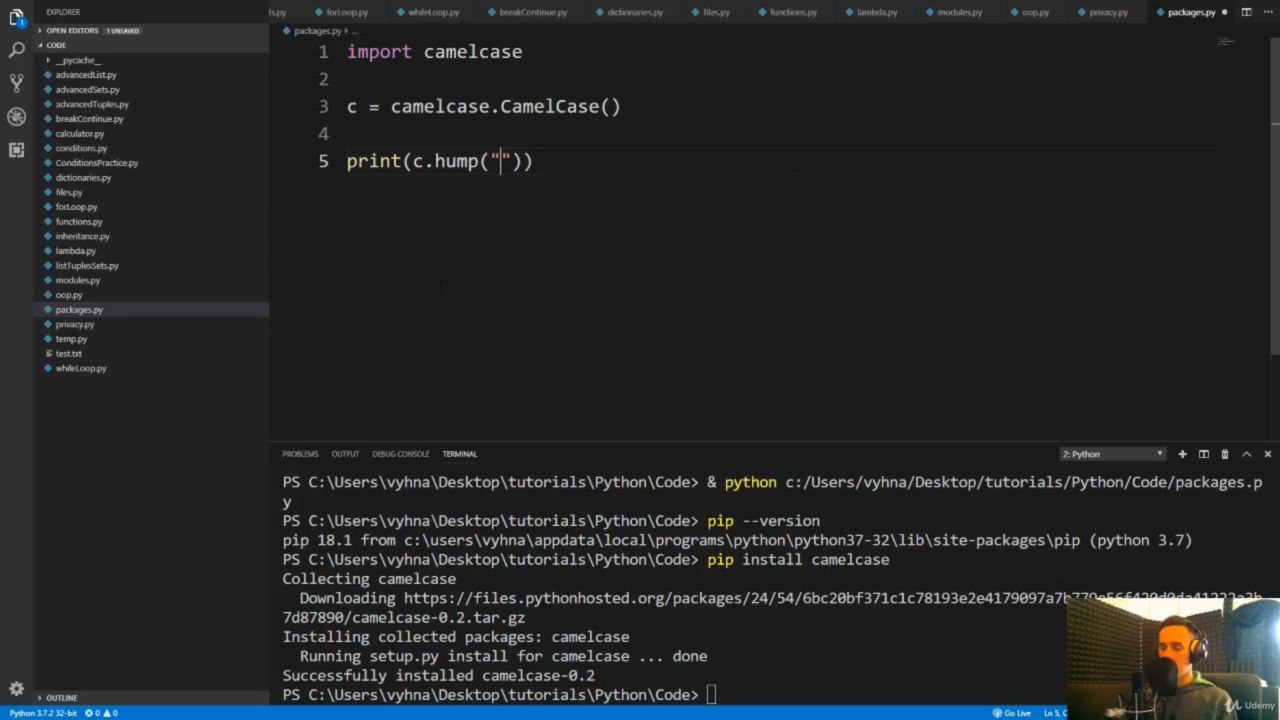 EXPLORER
OPEN EDITORS 1 UNSAVED
CODE
__pycache__
advancedList.py
advancedSets.py
advancedTuples.py
breakContinue.py
calculator.py
conditions.py
ConditionsPractice.py
dictionaries.py
files.py
forLoop.py
functions.py
inheritance.py
lambda.py
listTuplesSets.py
modules.py
oop.py
packages.py
privacy.py
temp.py
test.txt
whileLoop.py
OUTLINE
ts.py forLoop.py whileLoop.py breakContinue.py dictionaries.py files.py functions.py lambda.py modules.py oop.py privacy.py packages.py
packages.py ...
1 import camelcase
2
3 c = camelcase.CamelCase()
4
5 print(c.hump(""))
PROBLEMS OUTPUT DEBUG CONSOLE TERMINAL 2: Python
PS C:\Users\vyhna\Desktop\tutorials\Python\Code> & python c:/Users/vyhna/Desktop/tutorials/Python/Code/packages.p
y
PS C:\Users\vyhna\Desktop\tutorials\Python\Code> pip --version
pip 18.1 from c:\users\vyhna\appdata\local\programs\python\python37-32\lib\site-packages\pip (python 3.7)
PS C:\Users\vyhna\Desktop\tutorials\Python\Code> pip install camelcase
Collecting camelcase
Downloading https://files.pythonhosted.org/packages/24/54/
7d87890/camelcase-0.2.tar.gz
Installing collected packages: camelcase
Running setup.py install for camelcase ... done
Successfully installed camelcase-0.2
PS C:\Users\vyhna\Desktop\tutorials\Python\Code>
Python 3.7.2 32-bit 0 0 Go Live Ln 5,
Udemy